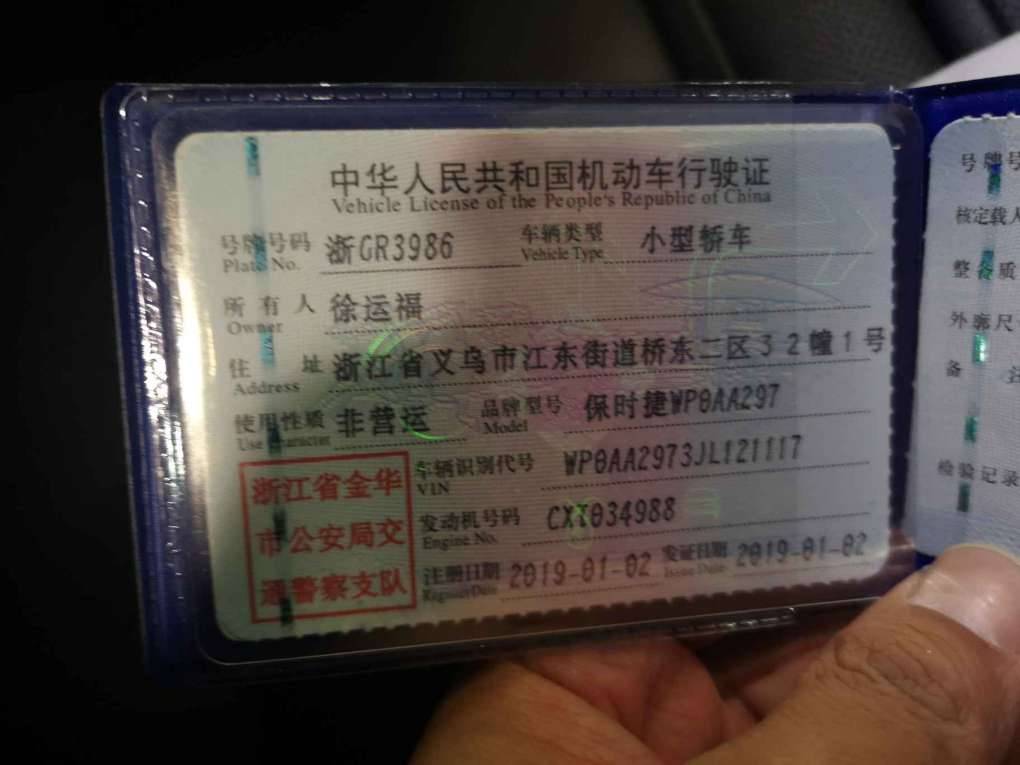 中华人民共和国机动车行驶证
Vehicle License of the People's Republic of China
号牌号码 浙GR3986 车辆类型 小型轿车
Plate No. Vehicle Type
所有人 徐运福
Owner
住址 浙江省义乌市江东街道桥东二区32幢1号
Address
使用性质 非营运 品牌型号 保时捷WP0AA297
Use Character Model
车辆识别代号 WP0AA2973JL121117
VIN
发动机号码 CXT034988
Engine No.
注册日期 2019-01-02 发证日期 2019-01-02
Register Date Issue Date
浙江省金华
市公安局交
通警察支队
号牌号
核定载人
整备质
外廓尺
备
检验记录